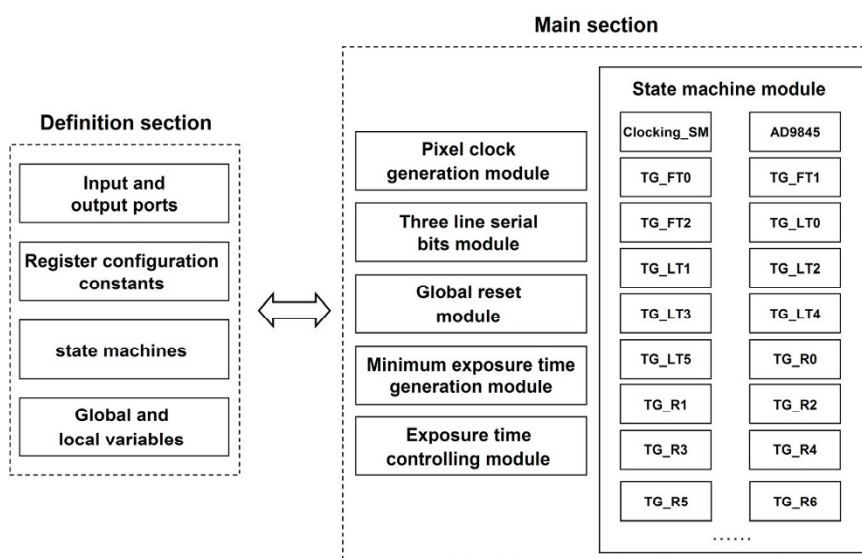 Main section
Definition section
Input and
output ports
Register configuration
constants
state machines
Global and
local variables
Pixel clock
generation module
Three line serial
bits module
Global reset
module
Minimum exposure time
generation module
Exposure time
controlling module
State machine module
Clocking_SM
AD9845
TG_FT0
TG_FT1
TG_FT2
TG_LT0
TG_LT1
TG_LT2
TG_LT3
TG_LT4
TG_LT5
TG_R0
TG_R1
TG_R2
TG_R3
TG_R4
TG_R5
TG_R6
......